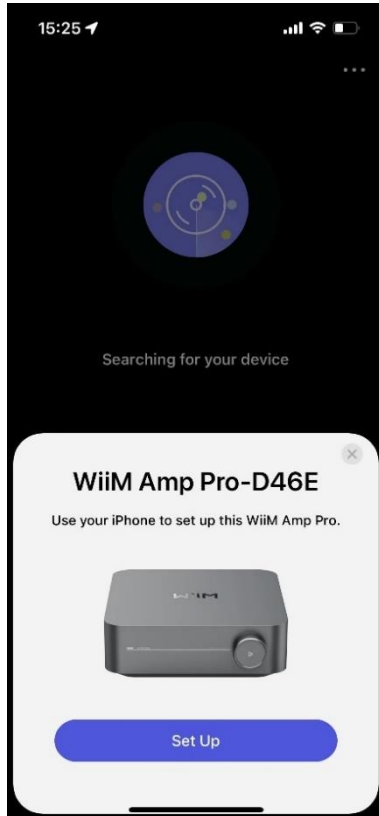 15:25
Searching for your device
WiiM Amp Pro-D46E
Use your iPhone to set up this WiiM Amp Pro.
WiiM
Set Up